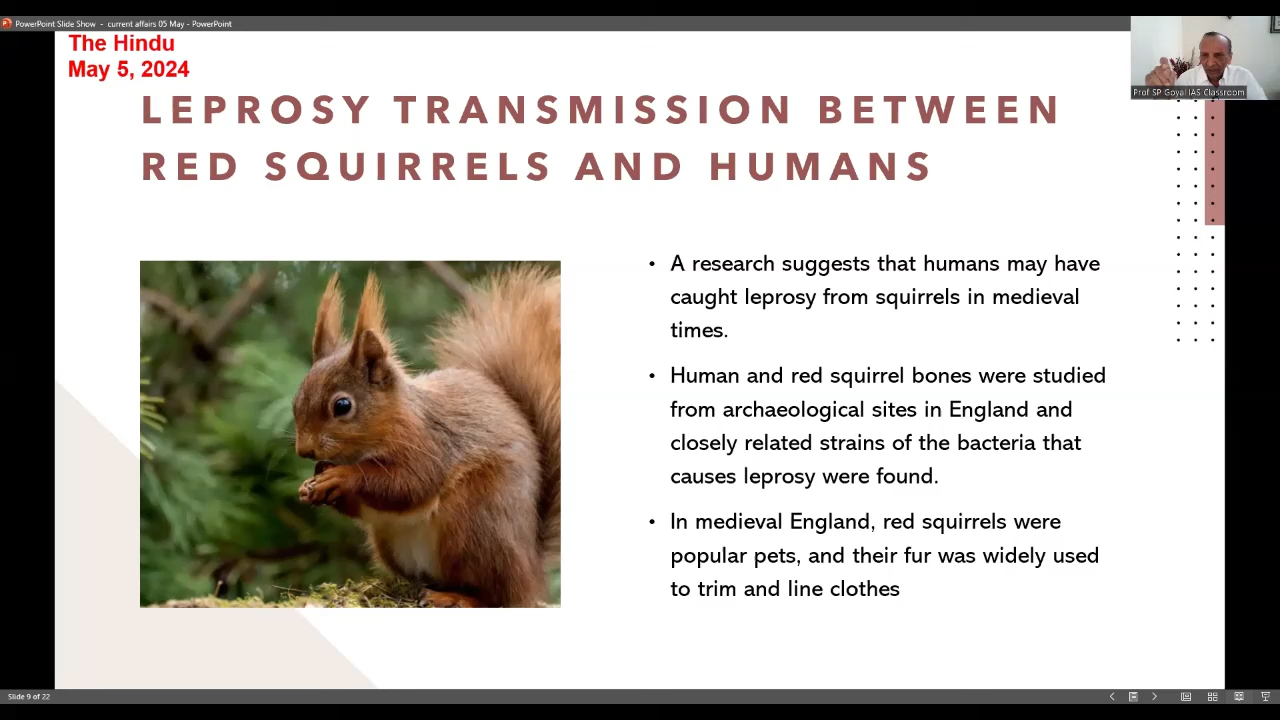 PowerPoint Slide Show - current affairs 05 May - PowerPoint
The Hindu
May 5, 2024
Prof SP Goyal IAS Classroom
LEPROSY TRANSMISSION BETWEEN
RED SQUIRRELS AND HUMANS
• A research suggests that humans may have
caught leprosy from squirrels in medieval
times.
• Human and red squirrel bones were studied
from archaeological sites in England and
closely related strains of the bacteria that
causes leprosy were found.
• In medieval England, red squirrels were
popular pets, and their fur was widely used
to trim and line clothes
Slide 9 of 22